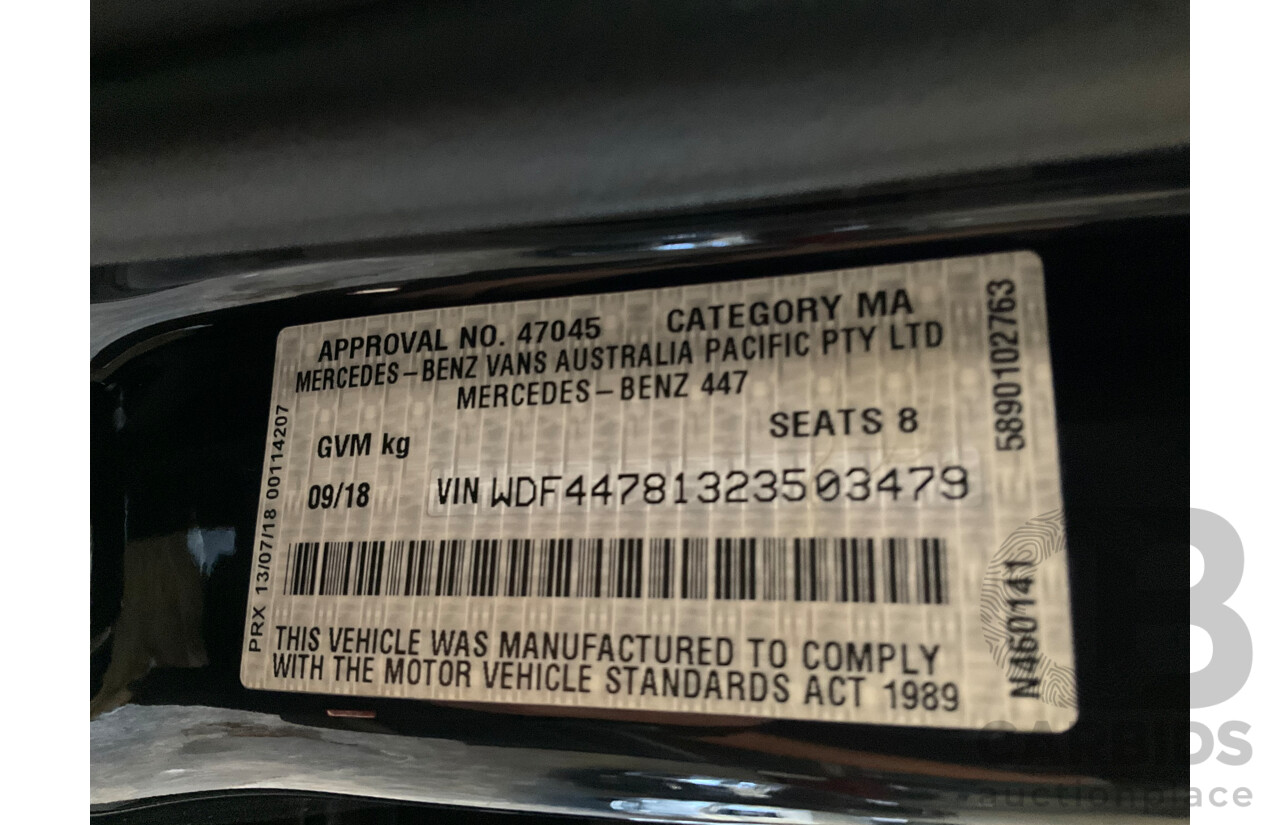 APPROVAL NO. 47045 CATEGORY MA
MERCEDES-BENZ VANS AUSTRALIA PACIFIC PTY LTD
MERCEDES-BENZ 447
SEATS 8
GVM kg
09/18 VIN WDF44781323503479
THIS VEHICLE WAS MANUFACTURED TO COMPLY
WITH THE MOTOR VEHICLE STANDARDS ACT 1989
PRX 13/07/18 00114207
5890102763
N460141
CARBIDS
auctionplace